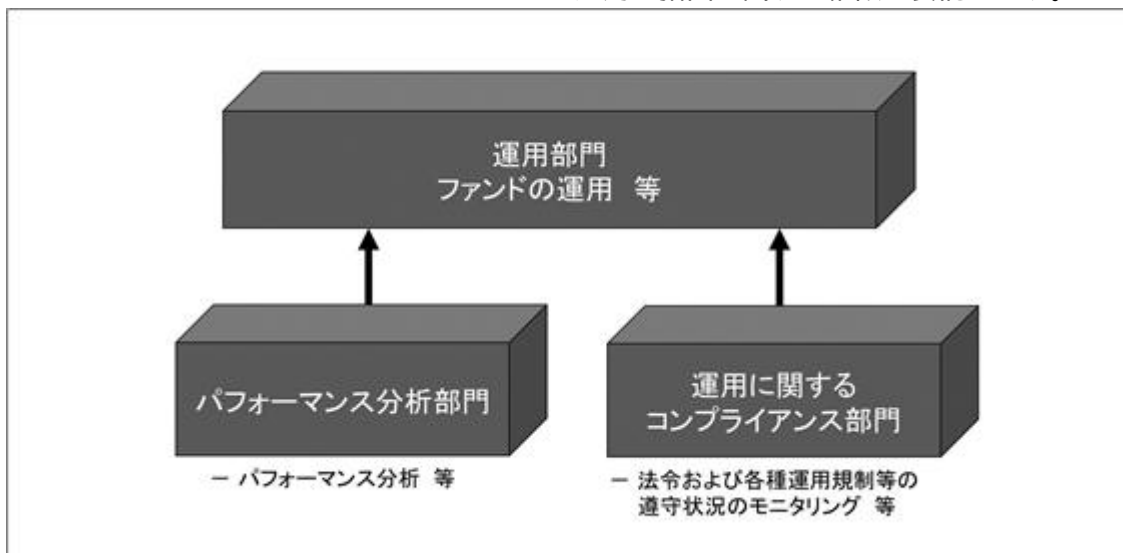 運用部門
ファンドの運用 等
パフォーマンス分析部門
運用に関する
コンプライアンス部門
－ パフォーマンス分析 等
－ 法令および各種運用規制等の
遵守状況のモニタリング 等